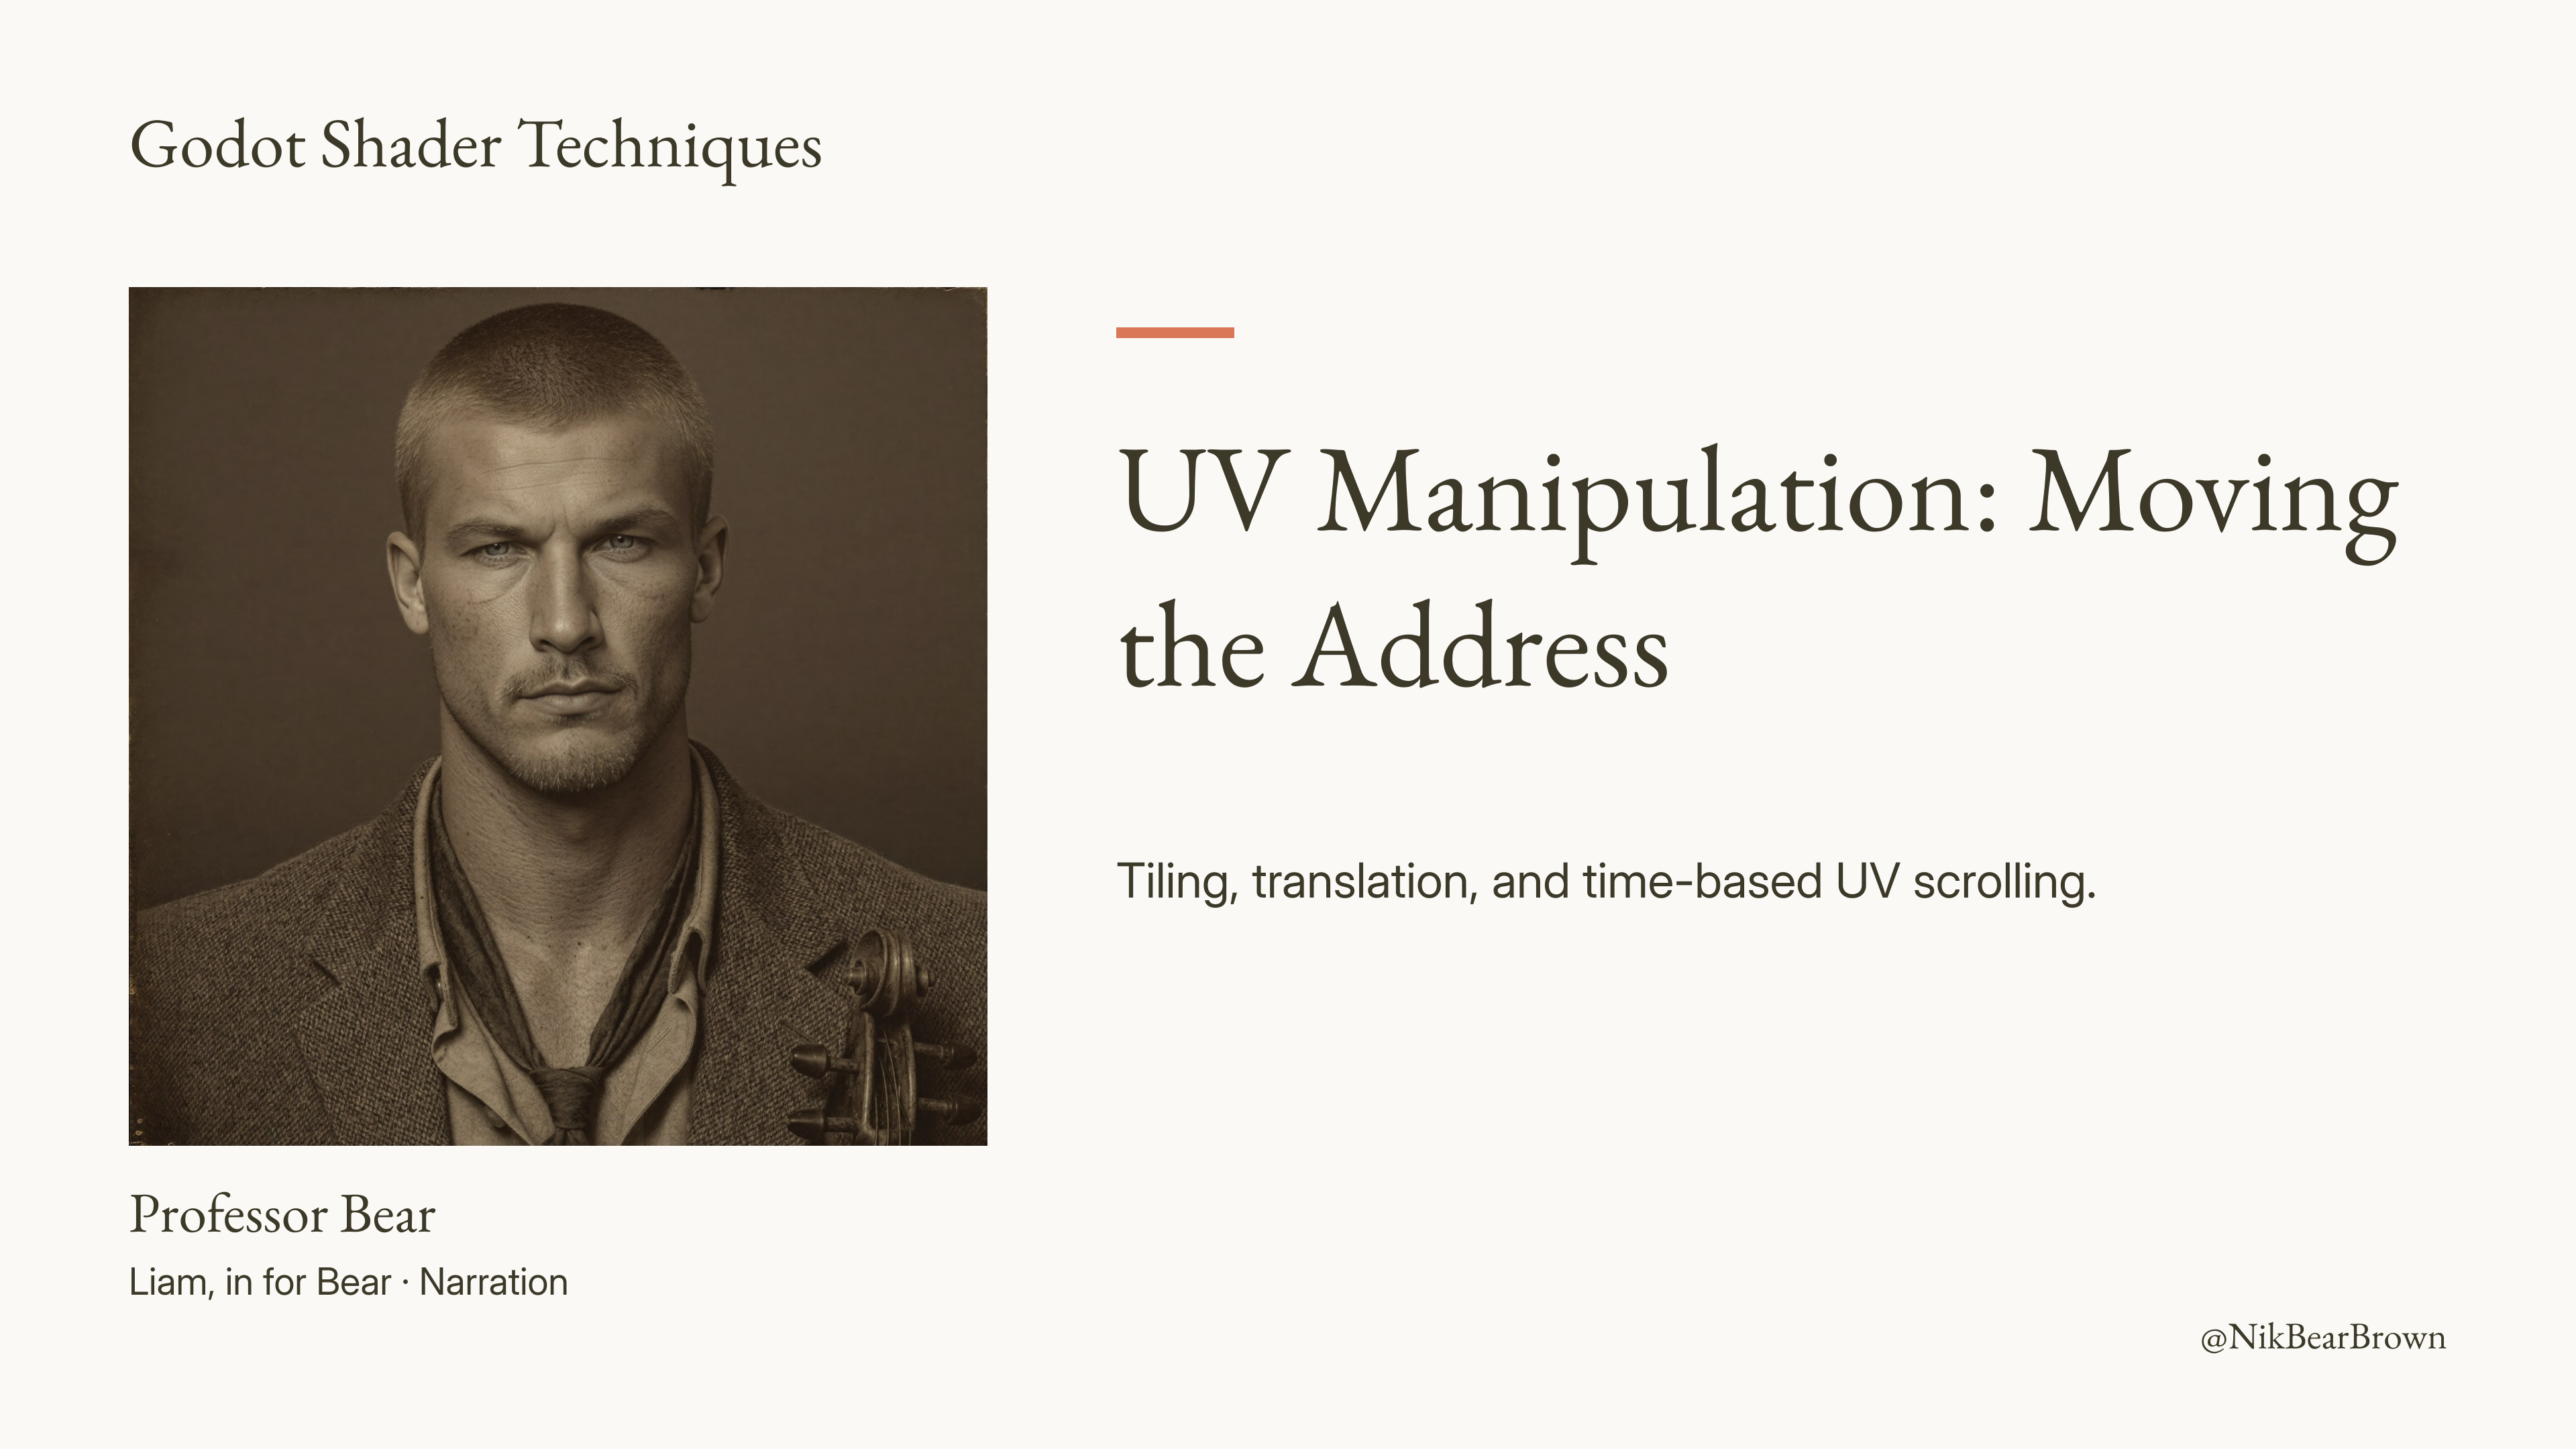 Godot Shader Techniques
UV Manipulation: Moving
the Address
Tiling, translation, and time-based UV scrolling.
Professor Bear
Liam, in for Bear · Narration
@NikBearBrown